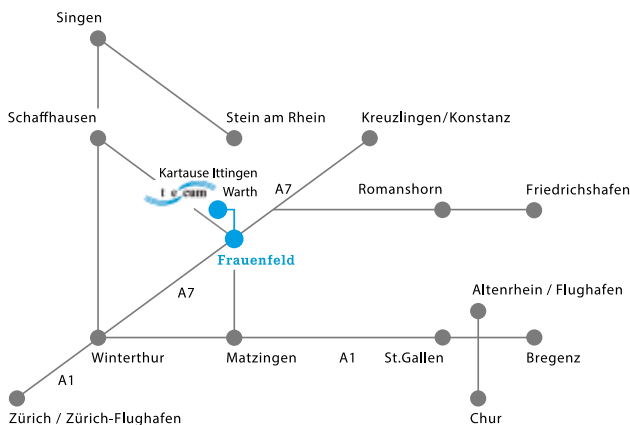 Singen
Schaffhausen
Stein am Rhein
Kreuzlingen/Konstanz
Kartause Ittingen
t e cum
Warth
A7
Romanshorn
Friedrichshafen
Frauenfeld
A7
Altenrhein / Flughafen
Winterthur
Matzingen
A1
St.Gallen
Bregenz
A1
Zürich / Zürich-Flughafen
Chur